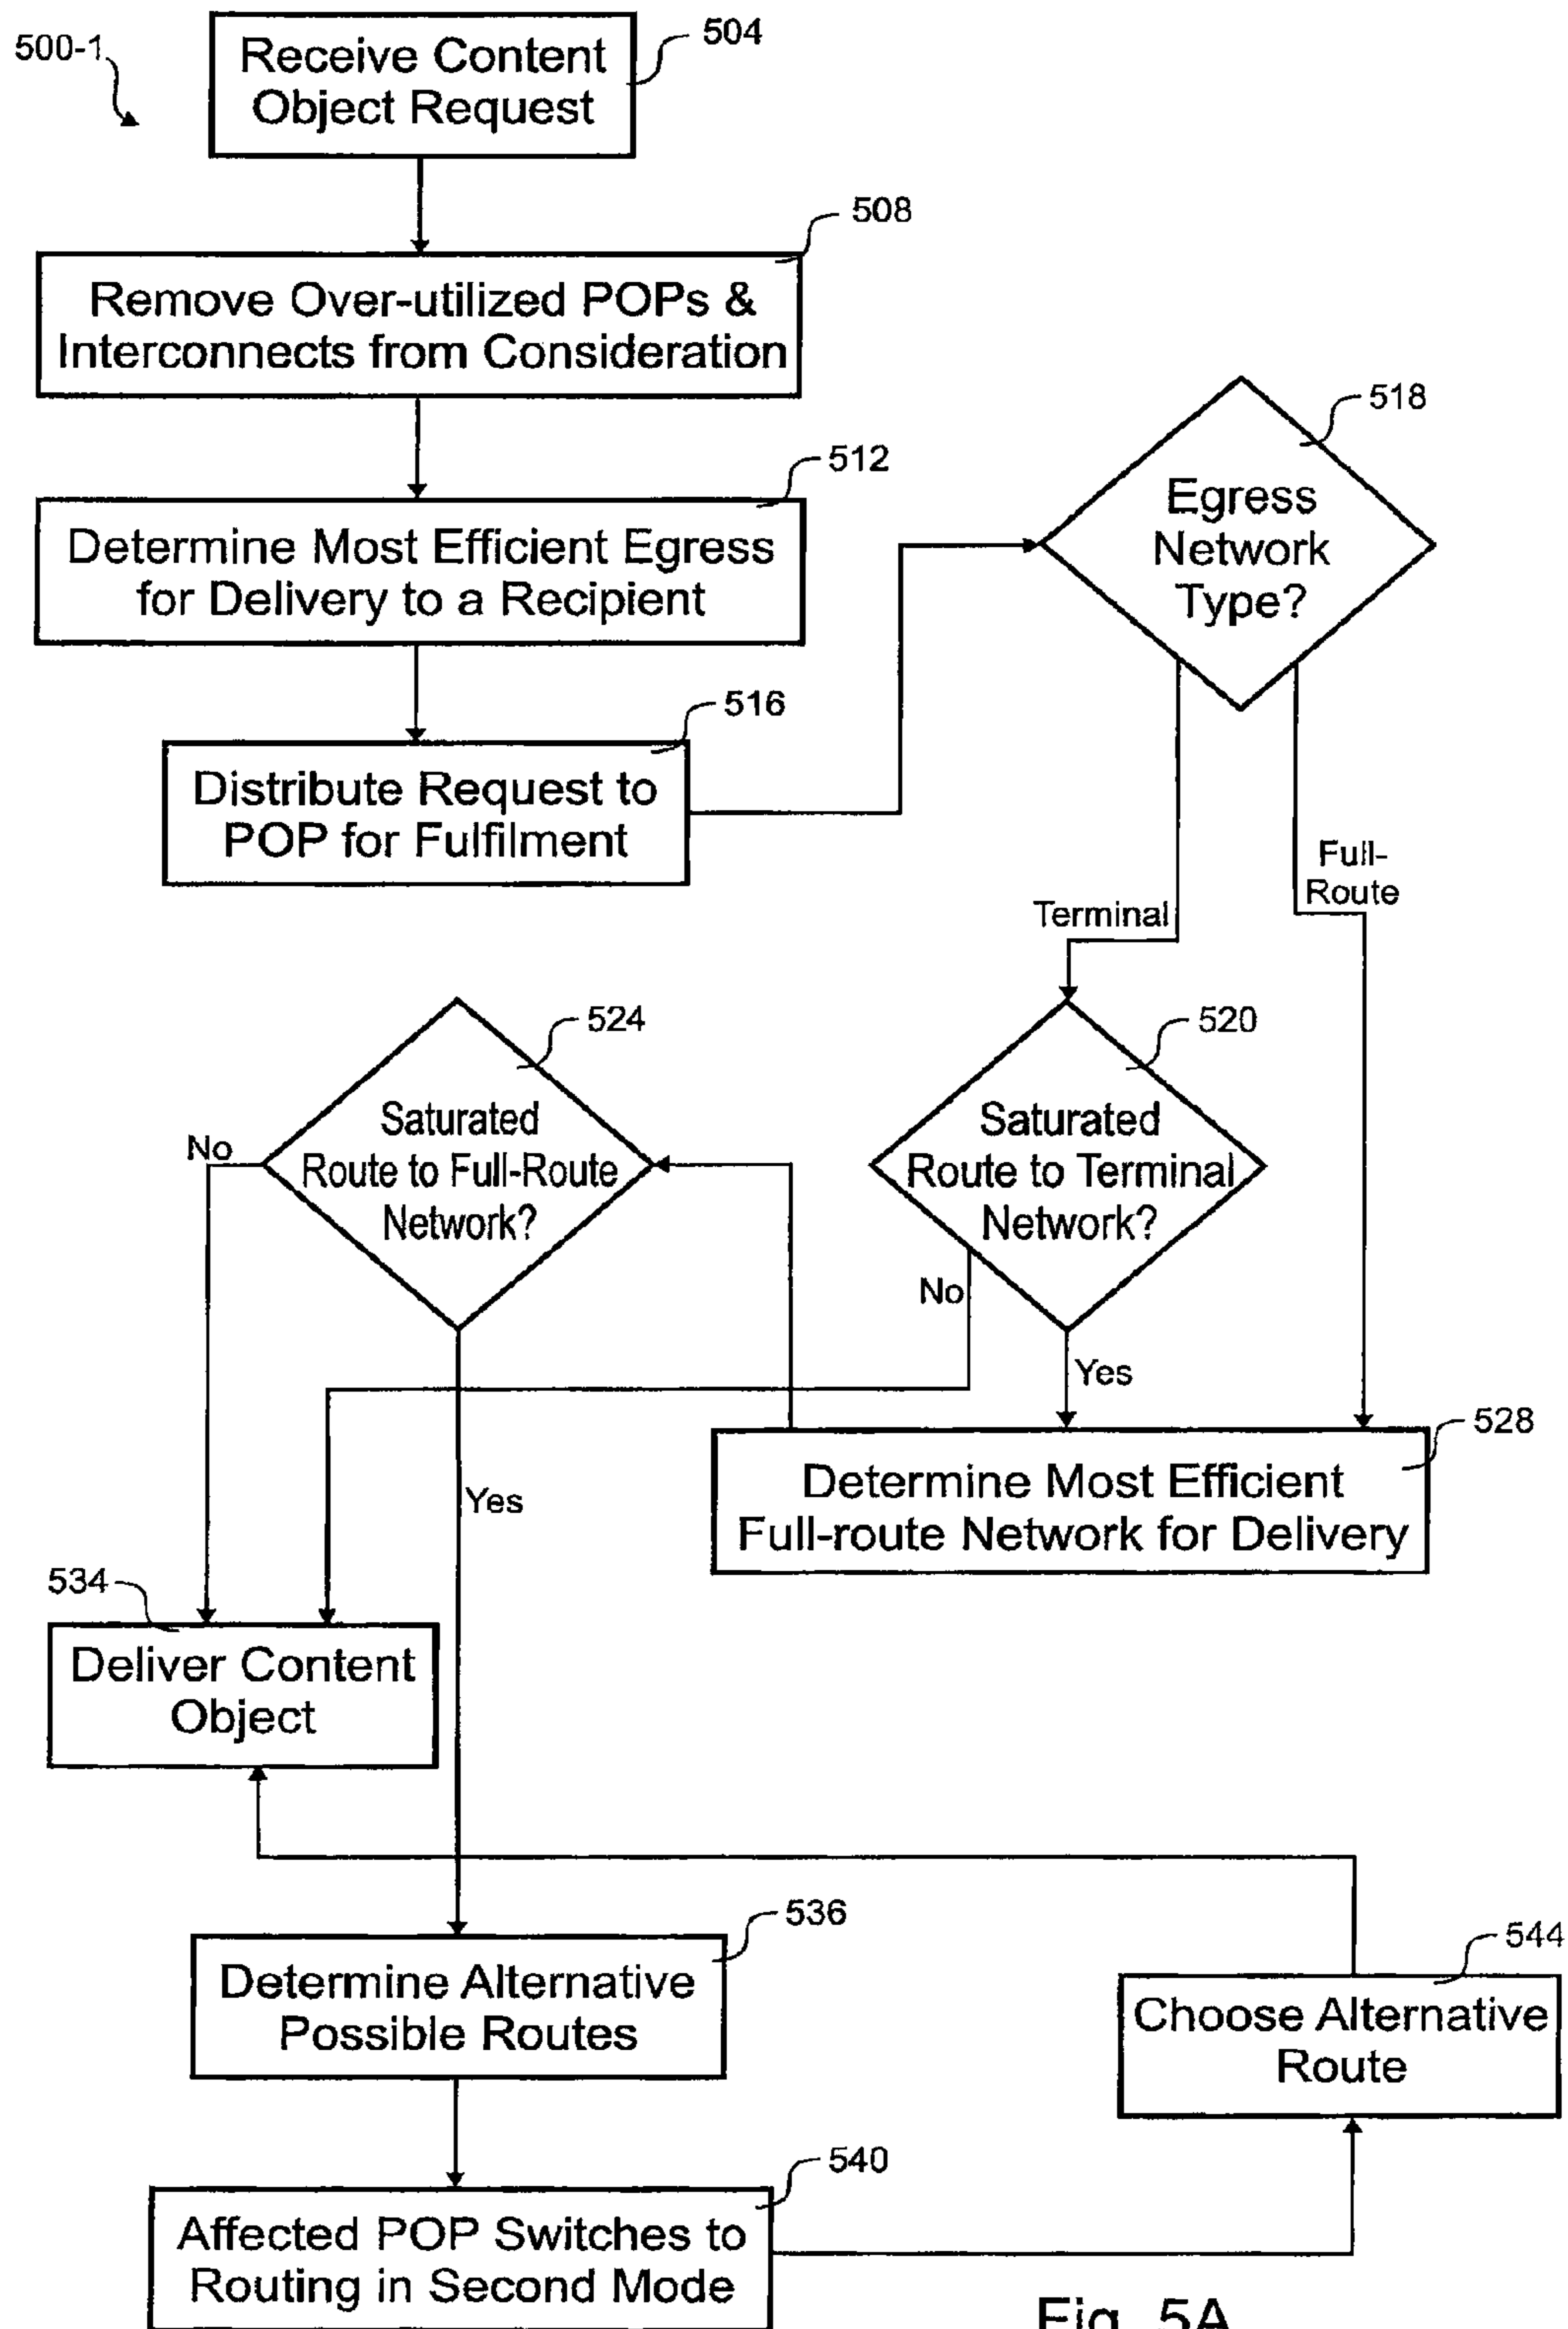 500-1
504
Receive Content
Object Request
508
Remove Over-utilized POPs &
Interconnects from Consideration
512
Determine Most Efficient Egress
for Delivery to a Recipient
516
Distribute Request to
POP for Fulfilment
518
Egress
Network
Type?
Terminal
Full-
Route
520
Saturated
Route to Terminal
Network?
No
Yes
524
Saturated
Route to Full-Route
Network?
No
Yes
528
Determine Most Efficient
Full-route Network for Delivery
534
Deliver Content
Object
536
Determine Alternative
Possible Routes
540
Affected POP Switches to
Routing in Second Mode
544
Choose Alternative
Route
Fig. 5A